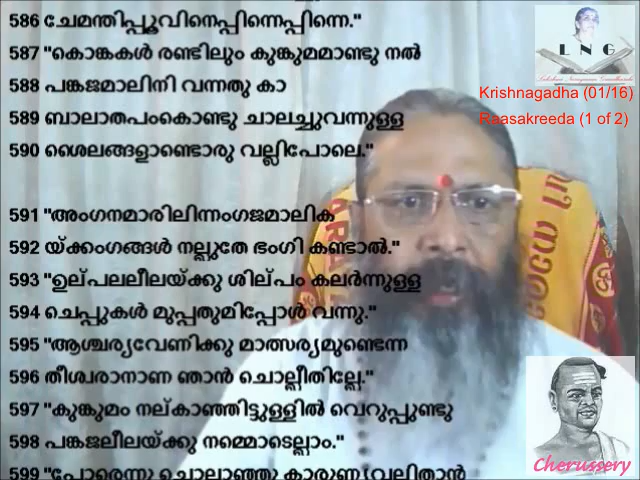 586 ചേമന്തിപ്പൂവിനെപ്പിന്നെപ്പിന്നെ."
587 "കൊങ്കകൾ രണ്ടിലും കുങ്കുമമാണ്ടു നൽ
588 പങ്കജമാലിനി വന്നതു കാ
589 ബാലാതപംകൊണ്ടു ചാലച്ചുവന്നുള്ള
590 ശൈലങ്ങളാണ്ടൊരു വല്ലിപോലെ."
591 "അംഗനമാരിലിന്നംഗജമാലിക
592 യ്ക്കംഗങ്ങൾ നല്ലുതേ ഭംഗി കണ്ടാൽ."
593 "ഉല്പലലീലയ്ക്കു ശില്പം കലർന്നുള്ള
594 ചെപ്പുകൾ മുപ്പതുമിപ്പോൾ വന്നു."
595 "ആശ്ചര്യവേണിക്കു മാത്സര്യമുണ്ടെന്ന
596 തീശ്വരാനാണ ഞാൻ ചൊല്ലീതില്ലേ."
597 "കുങ്കുമം നല്കാഞ്ഞിട്ടുള്ളിൽ വെറുപ്പുണ്ടു
598 പങ്കജലീലയ്ക്കു നമ്മൊടെല്ലാം."
599 "പോരെന്നു ചൊല്ലാഞ്ഞു കാരുണ്യവല്ലിതാൻ
L N G
Krishnagadha (01/16)
Raasakreeda (1 of 2)
Cherussery